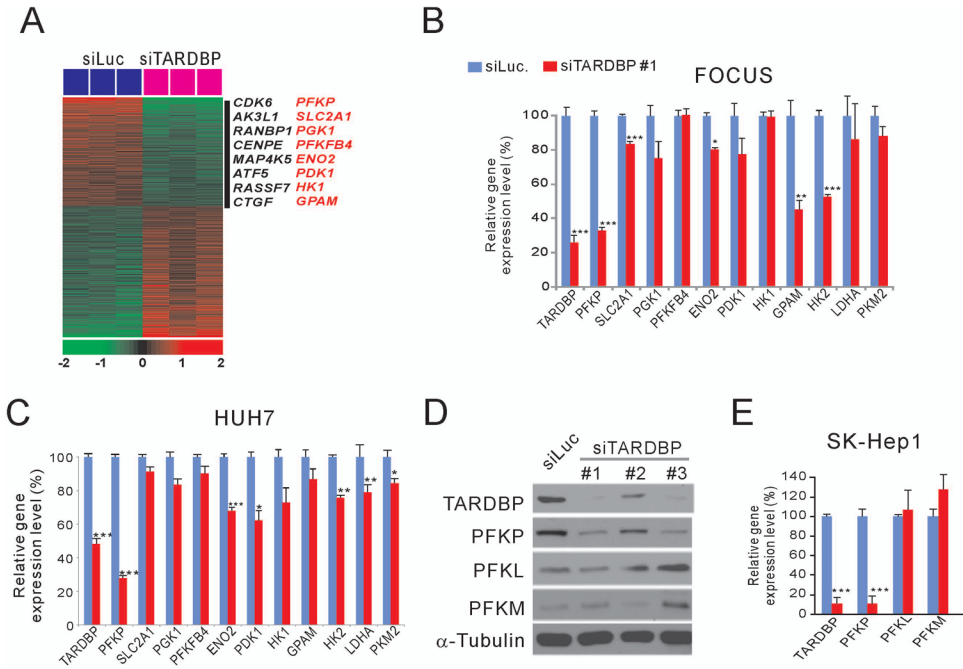 A
siLuc siTARDBP
CDK6 PFKP
AK3L1 SLC2A1
RANBP1 PGK1
CENPE PFKFB4
MAP4K5 ENO2
ATF5 PDK1
RASSF7 HK1
CTGF GPAM
-2 -1 0 1 2
B
siLuc. siTARDBP #1
FOCUS
Relative gene
expression level (%)
120
100
80
60
40
20
0
*** *** *** * ** ***
TARDBP PFKP SLC2A1 PGK1 PFKFB4 ENO2 PDK1 HK1 GPAM HK2 LDHA PKM2
C
HUH7
Relative gene
expression level (%)
100
80
60
40
20
0
*** *** *** * ** ** *
TARDBP PFKP SLC2A1 PGK1 PFKFB4 ENO2 PDK1 HK1 GPAM HK2 LDHA PKM2
D
siLuc siTARDBP
#1 #2 #3
TARDBP
PFKP
PFKL
PFKM
α-Tubulin
E
SK-Hep1
Relative gene
expression level (%)
140
120
100
80
60
40
20
0
*** ***
TARDBP PFKP PFKL PFKM